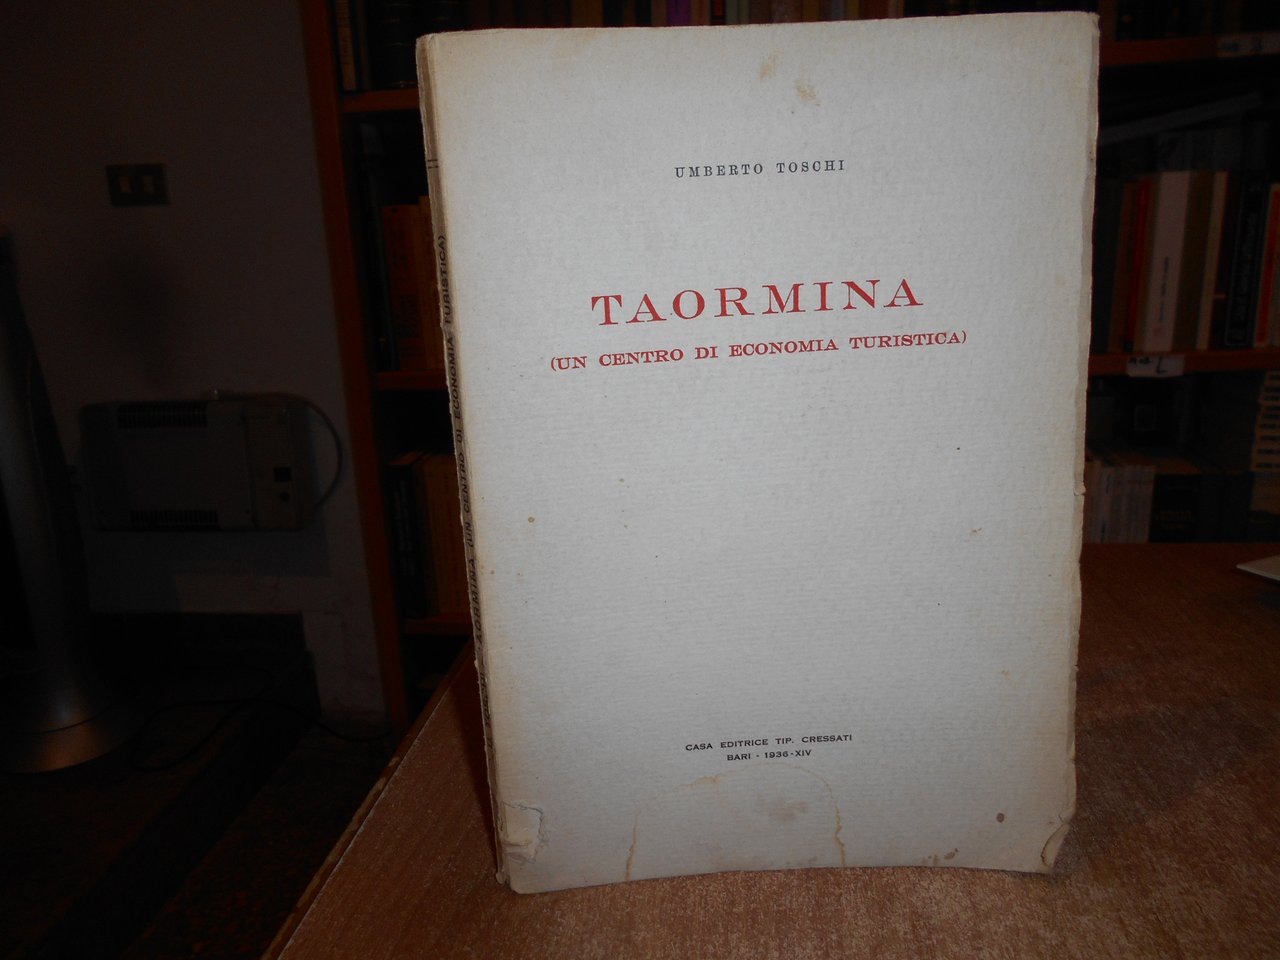 UMBERTO TOSCHI
TAORMINA
(UN CENTRO DI ECONOMIA TURISTICA)
CASA EDITRICE TIP. CRESSATI
BARI - 1936-XIV
TAORMINA (UN CENTRO DI ECONOMIA TURISTICA)